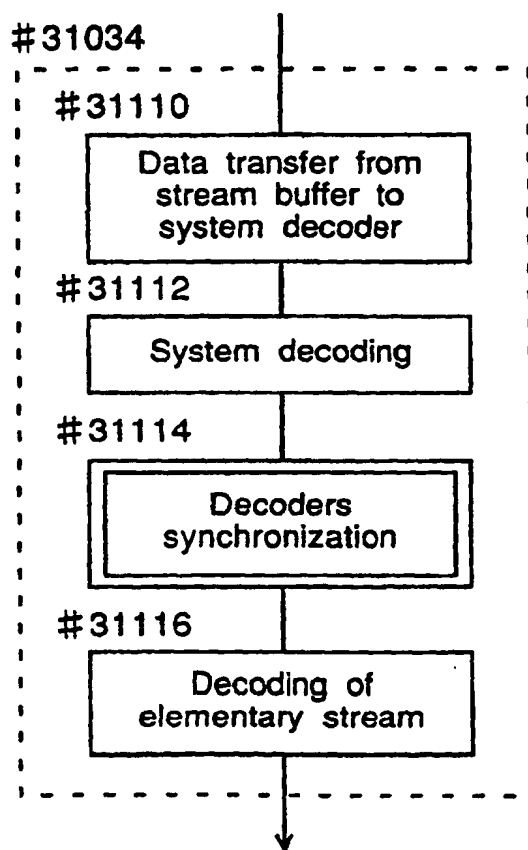 #31034
#31110
Data transfer from
stream buffer to
system decoder
#31112
System decoding
#31114
Decoders
synchronization
#31116
Decoding of
elementary stream